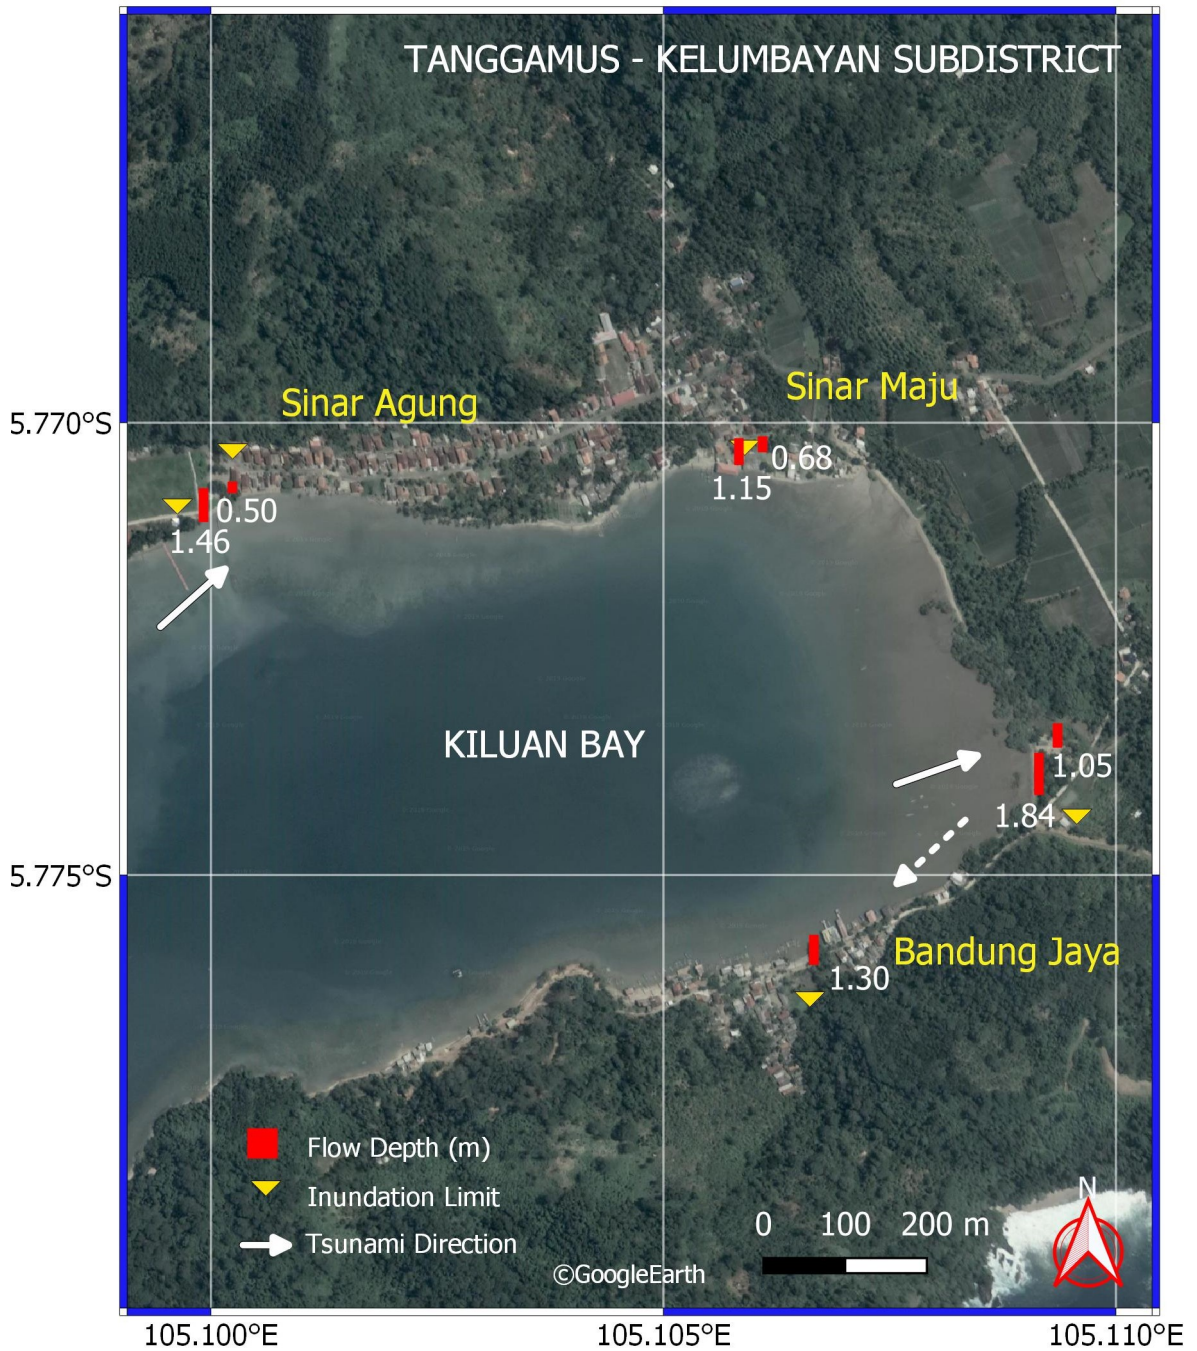 TANGGAMUS - KELUMBAYAN SUBDISTRICT
Sinar Maju
Sinar Agung
5.770°S
0.68
1.15
0.50
1.46
KILUAN BAY
1.05
1.84
5.775°S
Bandung Jaya
1.30
Flow Depth (m)
Inundation Limit
Tsunami Direction
N
0 100 200 m
©GoogleEarth
105.100°E 105.105°E 105.110°E